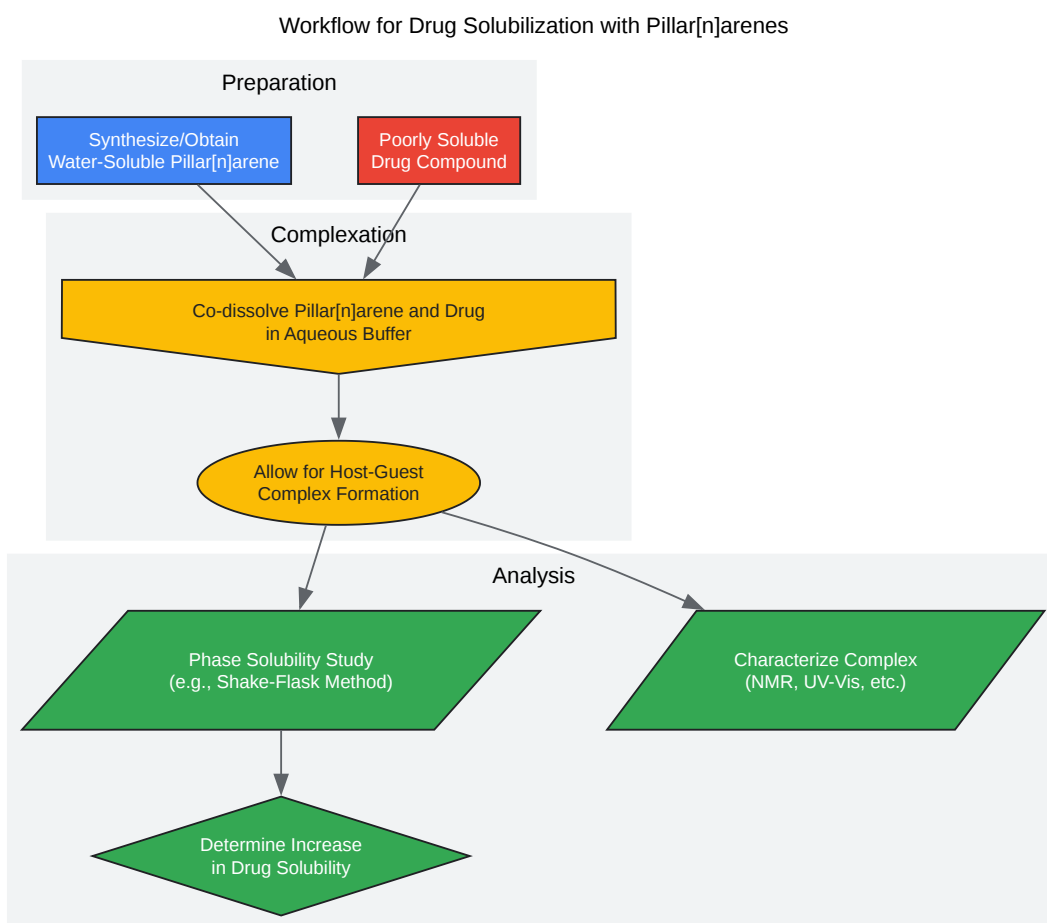 Workflow for Drug Solubilization with Pillar[n]arenes
Preparation
Synthesize/Obtain
Water-Soluble Pillar[n]arene
Poorly Soluble
Drug Compound
Complexation
Co-dissolve Pillar[n]arene and Drug
in Aqueous Buffer
Allow for Host-Guest
Complex Formation
Analysis
Phase Solubility Study
(e.g., Shake-Flask Method)
Characterize Complex
(NMR, UV-Vis, etc.)
Determine Increase
in Drug Solubility